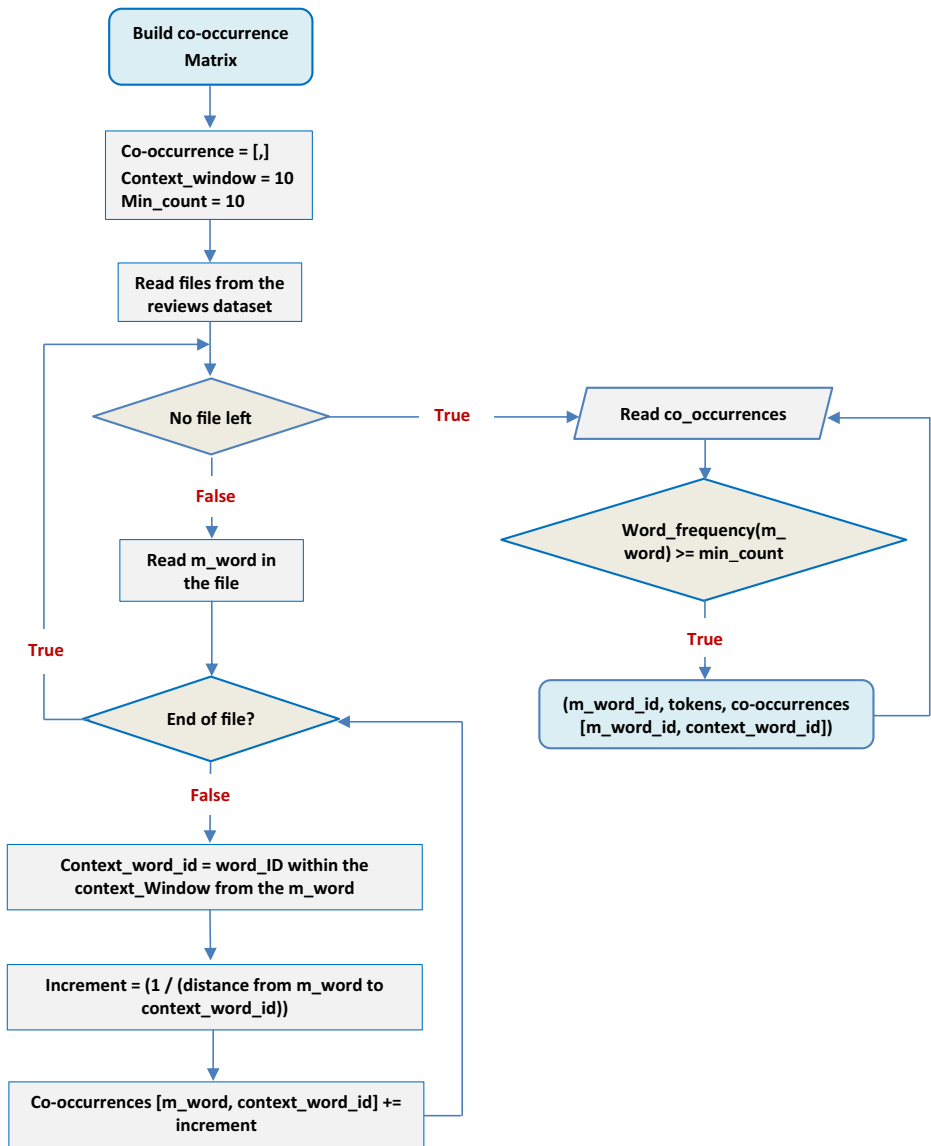 Build co-occurrence
Matrix
Co-occurrence = [,]
Context_window = 10
Min_count = 10
Read files from the
reviews dataset
No file left
True
Read co_occurrences
False
Word_frequency(m_
word) >= min_count
Read m_word in
the file
True
True
(m_word_id, tokens, co-occurrences
[m_word_id, context_word_id])
End of file?
False
Context_word_id = word_ID within the
context_Window from the m_word
Increment = (1 / (distance from m_word to
context_word_id))
Co-occurrences [m_word, context_word_id] +=
increment